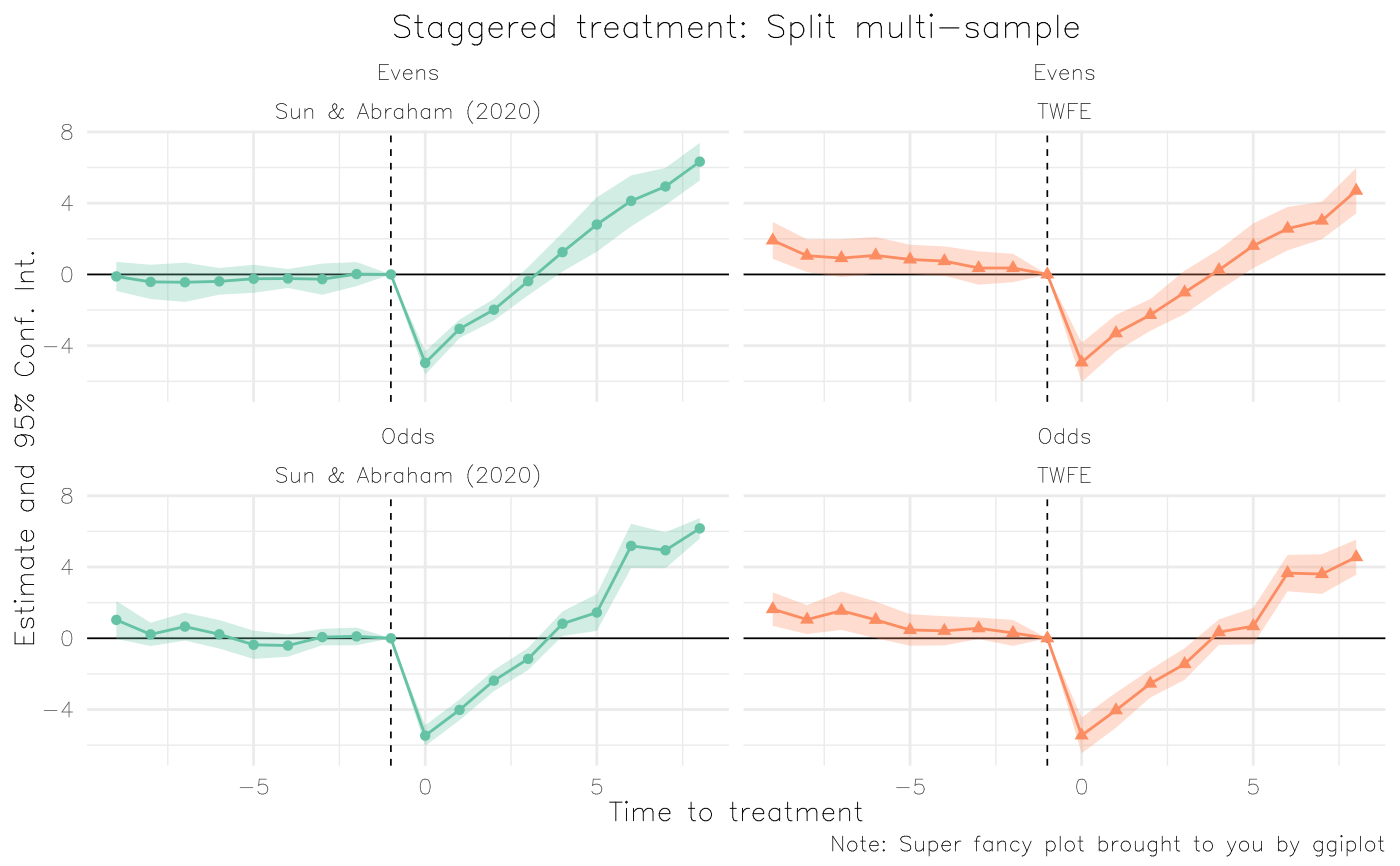 Staggered treatment: Split multi-sample
Evens
Sun & Abraham (2020)
Evens
TWFE
8
4
0
−4
Odds
Sun & Abraham (2020)
Odds
TWFE
8
4
0
−4
Estimate and 95% Conf. Int.
−5 0 5
−5 0 5
Time to treatment
Note: Super fancy plot brought to you by ggiplot